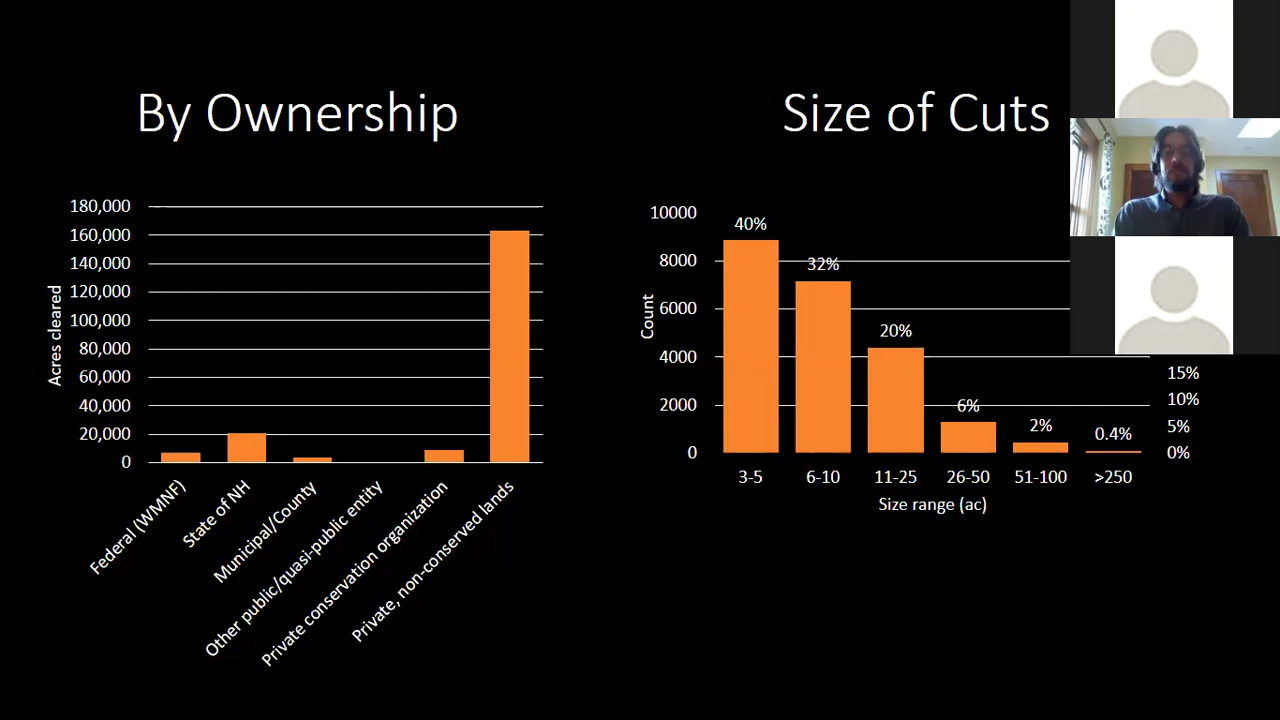 By Ownership
180,000
160,000
140,000
120,000
100,000
80,000
60,000
40,000
20,000
0
Acres cleared
Federal (WMNF)
State of NH
Municipal/County
Other public/quasi-public entity
Private conservation organization
Private, non-conserved lands
Size of Cuts
10000
8000
6000
4000
2000
0
Count
40%
32%
20%
6%
2%
0.4%
15%
10%
5%
0%
3-5
6-10
11-25
26-50
51-100
>250
Size range (ac)